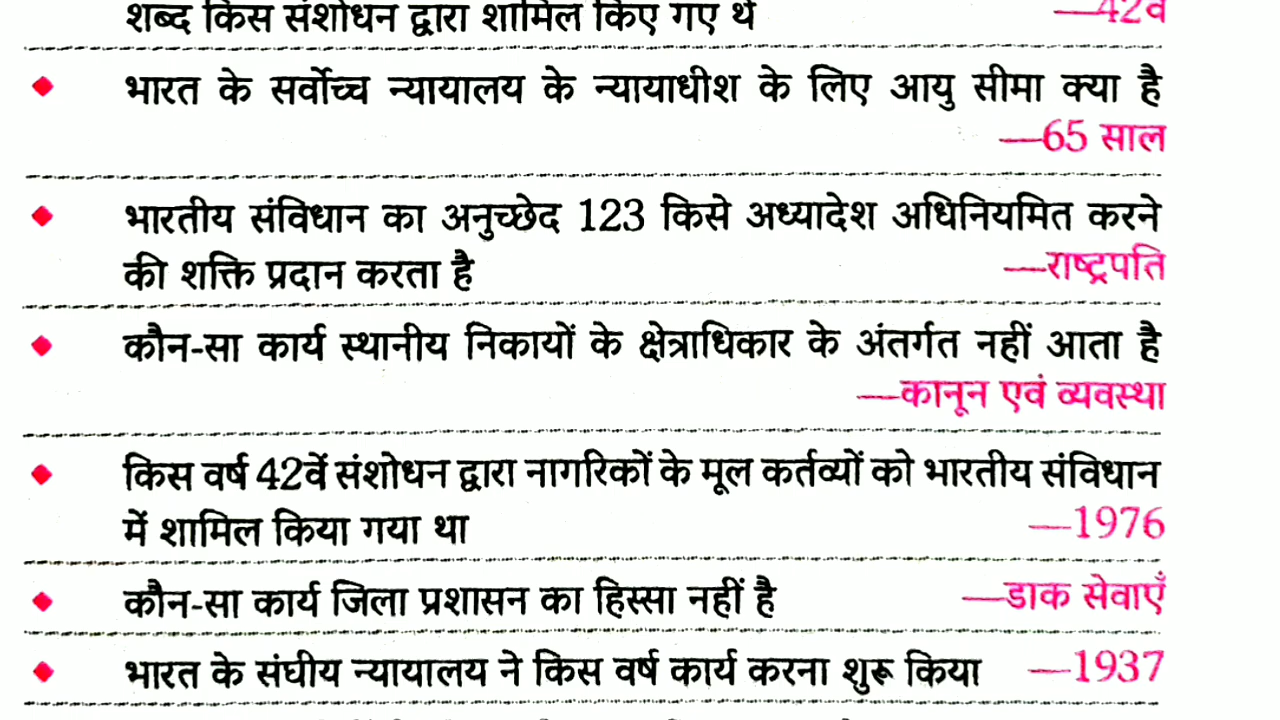 शब्द किस संशोधन द्वारा शामिल किए गए थे —42वें
भारत के सर्वोच्च न्यायालय के न्यायाधीश के लिए आयु सीमा क्या है
—65 साल
भारतीय संविधान का अनुच्छेद 123 किसे अध्यादेश अधिनियमित करने
की शक्ति प्रदान करता है —राष्ट्रपति
कौन-सा कार्य स्थानीय निकायों के क्षेत्राधिकार के अंतर्गत नहीं आता है
—कानून एवं व्यवस्था
किस वर्ष 42वें संशोधन द्वारा नागरिकों के मूल कर्तव्यों को भारतीय संविधान
में शामिल किया गया था —1976
कौन-सा कार्य जिला प्रशासन का हिस्सा नहीं है —डाक सेवाएँ
भारत के संघीय न्यायालय ने किस वर्ष कार्य करना शुरू किया —1937